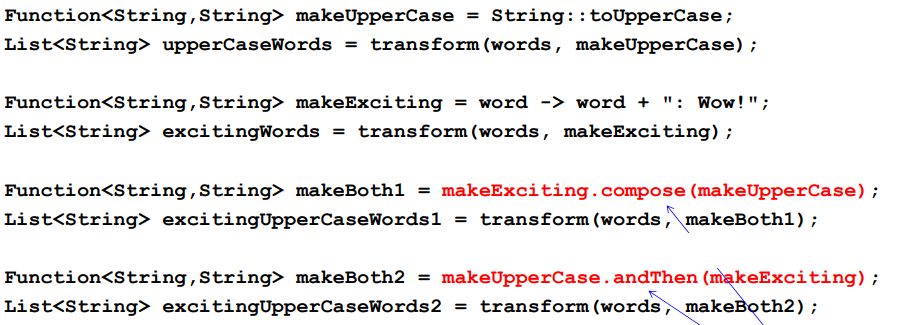 Function<String,String> makeUpperCase = String::toUpperCase;
List<String> upperCaseWords = transform(words, makeUpperCase);
Function<String,String> makeExciting = word -> word + ": Wow!";
List<String> excitingWords = transform(words, makeExciting);
Function<String,String> makeBoth1 = makeExciting.compose(makeUpperCase);
List<String> excitingUpperCaseWords1 = transform(words, makeBoth1);
Function<String,String> makeBoth2 = makeUpperCase.andThen(makeExciting);
List<String> excitingUpperCaseWords2 = transform(words, makeBoth2);